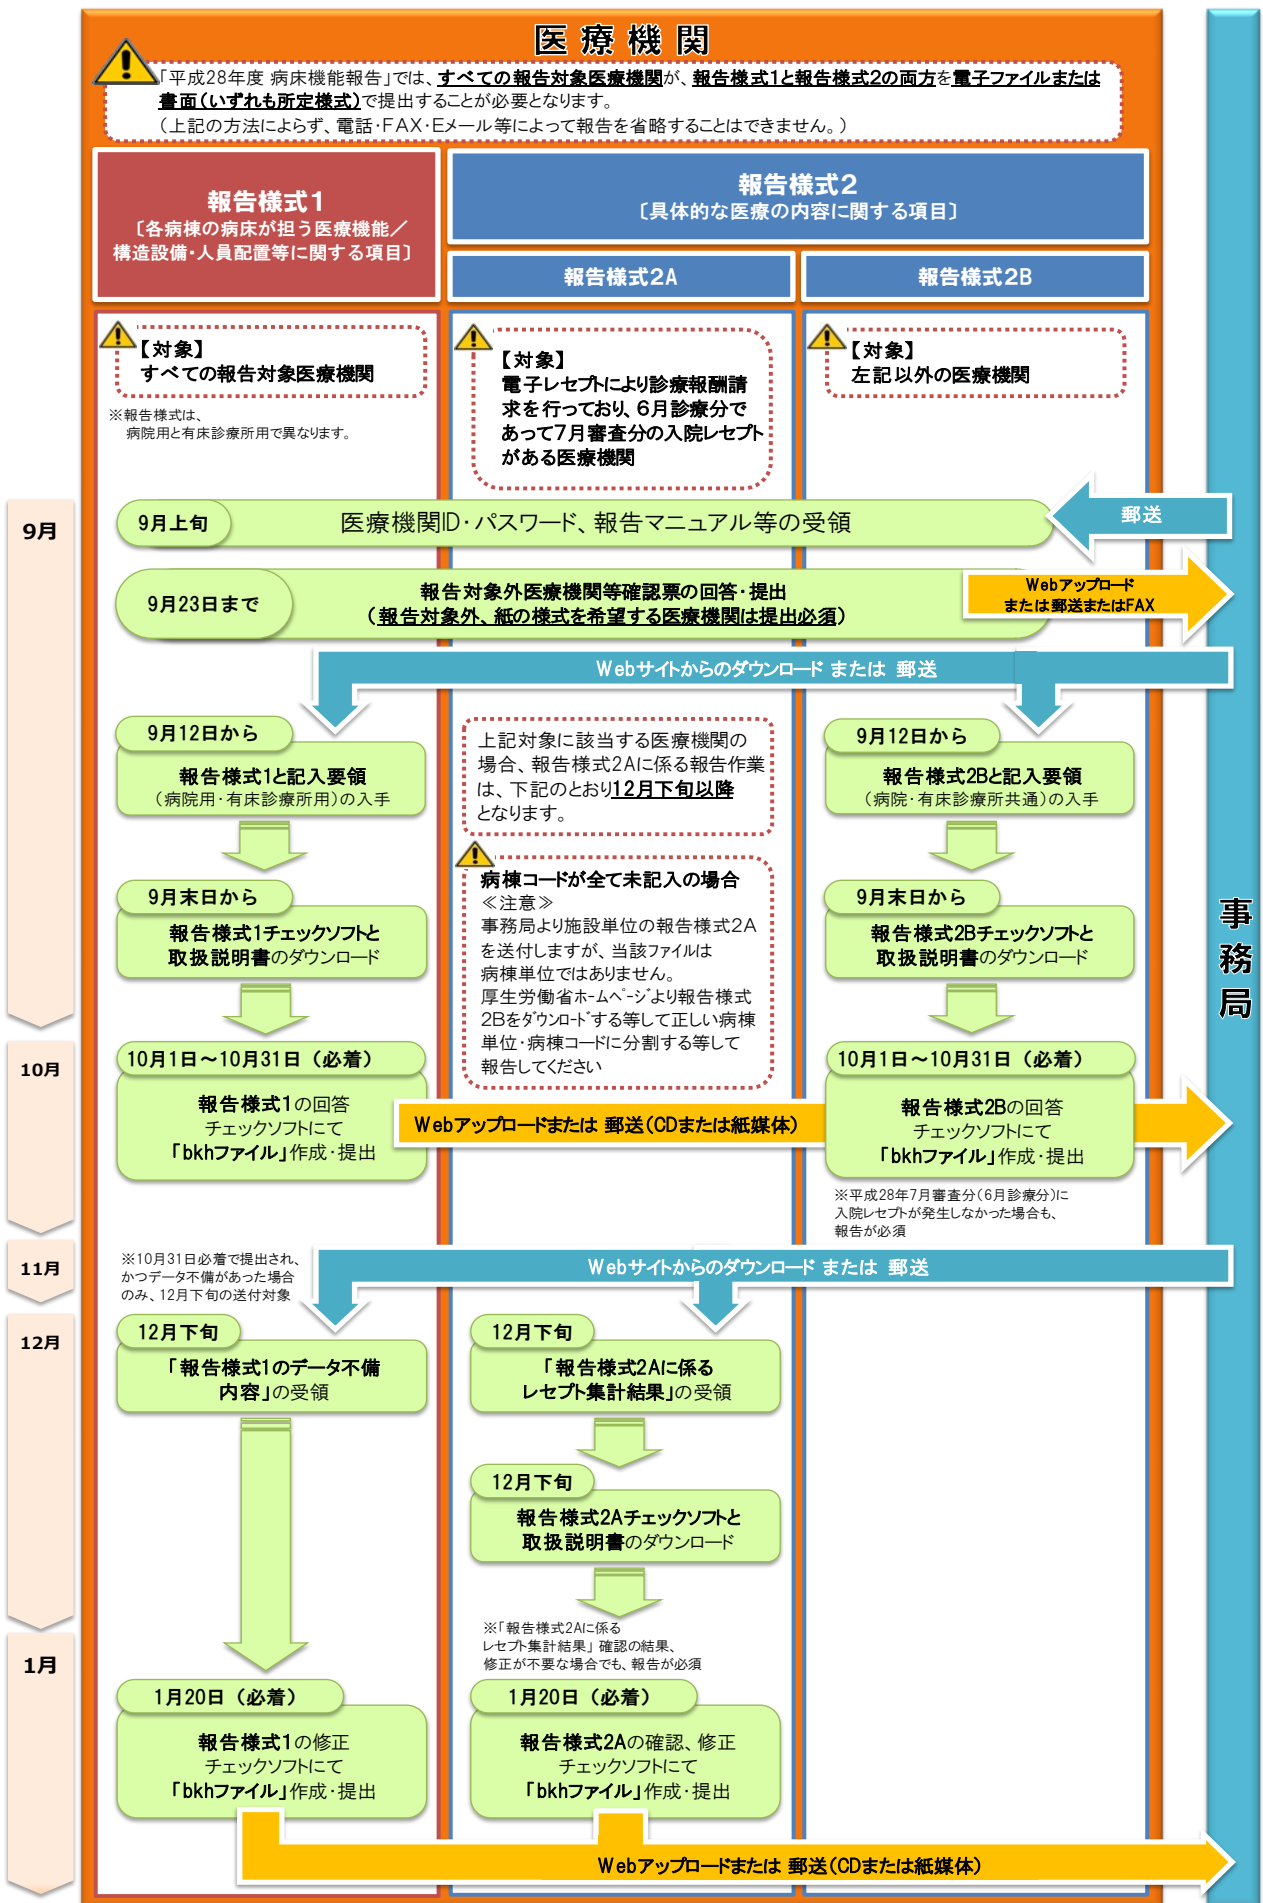 医療機関
「平成28年度 病床機能報告」では、すべての報告対象医療機関が、報告様式1と報告様式2の両方を電子ファイルまたは
書面(いずれも所定様式)で提出することが必要となります。
(上記の方法によらず、電話・FAX・Eメール等によって報告を省略することはできません。)
報告様式1
〔各病棟の病床が担う医療機能／
構造設備・人員配置等に関する項目〕
報告様式2
〔具体的な医療の内容に関する項目〕
報告様式2A
報告様式2B
【対象】
すべての報告対象医療機関
※報告様式は、
病院用と有床診療所用で異なります。
【対象】
電子レセプトにより診療報酬請
求を行っており、6月診療分で
あって7月審査分の入院レセプト
がある医療機関
【対象】
左記以外の医療機関
9月
9月上旬
医療機関ID・パスワード、報告マニュアル等の受領
郵送
9月23日まで
報告対象外医療機関等確認票の回答・提出
(報告対象外、紙の様式を希望する医療機関は提出必須)
Webアップロード
または郵送またはFAX
Webサイトからのダウンロード または 郵送
9月12日から
報告様式1と記入要領
(病院用・有床診療所用)の入手
9月末日から
報告様式1チェックソフトと
取扱説明書のダウンロード
上記対象に該当する医療機関の
場合、報告様式2Aに係る報告作業
は、下記のとおり12月下旬以降
となります。
病棟コードが全て未記入の場合
≪注意≫
事務局より施設単位の報告様式2A
を送付しますが、当該ファイルは
病棟単位ではありません。
厚生労働省ホームページより報告様式
2Bをダウンロードする等して正しい病棟
単位・病棟コードに分割する等して
報告してください
9月12日から
報告様式2Bと記入要領
(病院・有床診療所共通)の入手
9月末日から
報告様式2Bチェックソフトと
取扱説明書のダウンロード
事務局
10月
10月1日～10月31日（必着）
報告様式1の回答
チェックソフトにて
「bkhファイル」作成・提出
Webアップロードまたは 郵送(CDまたは紙媒体)
10月1日～10月31日（必着）
報告様式2Bの回答
チェックソフトにて
「bkhファイル」作成・提出
※平成28年7月審査分(6月診療分)に
入院レセプトが発生しなかった場合も、
報告が必須
11月
※10月31日必着で提出され、
かつデータ不備があった場合
のみ、12月下旬の送付対象
Webサイトからのダウンロード または 郵送
12月
12月下旬
「報告様式1のデータ不備
内容」の受領
12月下旬
「報告様式2Aに係る
レセプト集計結果」の受領
12月下旬
報告様式2Aチェックソフトと
取扱説明書のダウンロード
※「報告様式2Aに係る
レセプト集計結果」 確認の結果、
修正が不要な場合でも、報告が必須
1月
1月20日（必着）
報告様式1の修正
チェックソフトにて
「bkhファイル」作成・提出
1月20日（必着）
報告様式2Aの確認、修正
チェックソフトにて
「bkhファイル」作成・提出
Webアップロードまたは 郵送(CDまたは紙媒体)